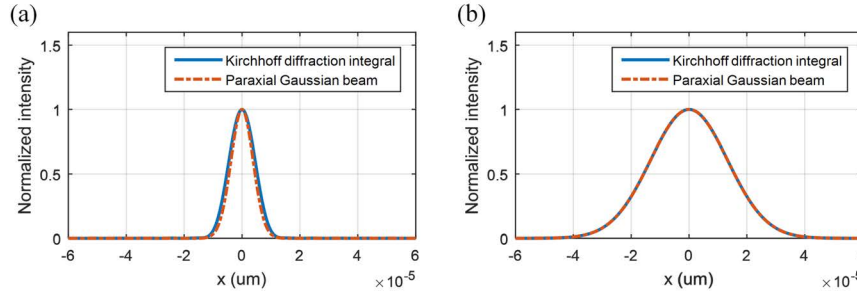 (a)
1.5
1
0.5
0
Normalized intensity
Kirchhoff diffraction integral
Paraxial Gaussian beam
-6 -4 -2 0 2 4 6
x (um)
×10⁻⁵
(b)
1.5
1
0.5
0
Normalized intensity
Kirchhoff diffraction integral
Paraxial Gaussian beam
-6 -4 -2 0 2 4
x (um)
×10⁻⁵